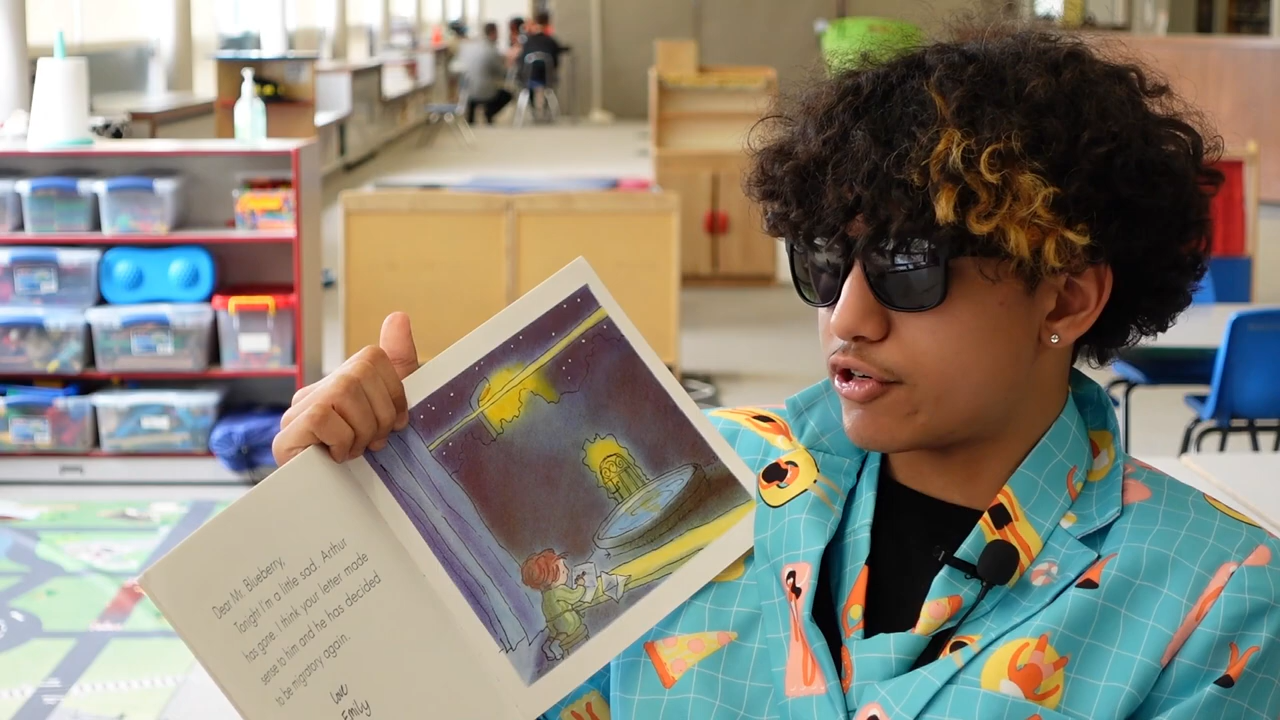 Dear Mr. Blueberry,
Tonight I'm a little sad. Arthur
has gone. I think your letter made
sense to him and he has decided
to be migratory again.
Love
Emily